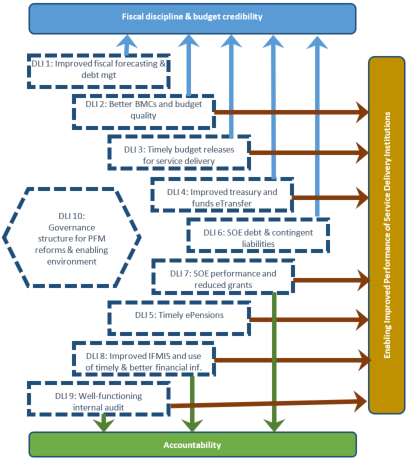 Fiscal discipline & budget credibility
DLI 1: Improved fiscal forecasting &
debt mgt
DLI 2: Better BMCs and budget
quality
DLI 3: Timely budget releases
for service delivery
DLI 4: Improved treasury and
funds eTransfer
DLI 10:
Governance
structure for PFM
reforms & enabling
environment
DLI 6: SOE debt & contingent
liabilities
DLI 7: SOE performance and
reduced grants
DLI 5: Timely ePensions
DLI 8: Improved IFMIS and use
of timely & better financial inf.
DLI 9: Well-functioning
internal audit
Accountability
Enabling Improved Performance of Service Delivery Institutions